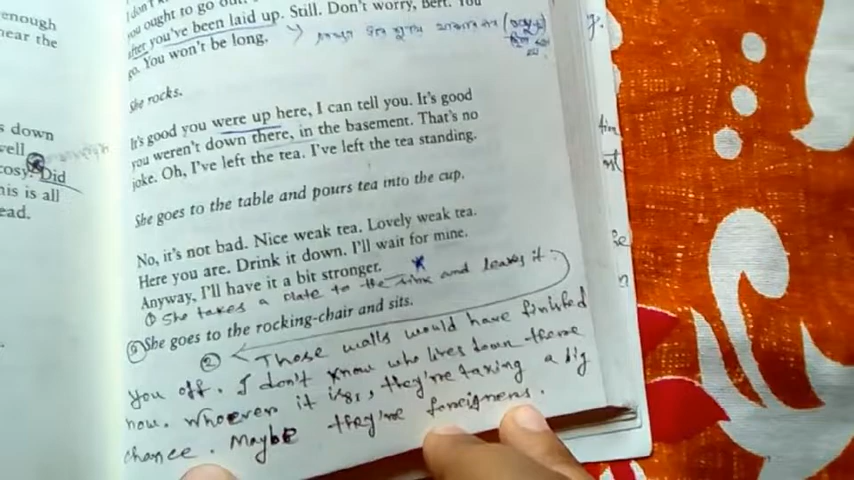 enough
near the
s down
well
cosy. Did
his is all
ead.
you ought to go out.
after you've been laid up. Still. Don't worry, Bert. You
go. You won't be long.
She rocks.
It's good you were up here, I can tell you. It's good
you weren't down there, in the basement. That's no
joke. Oh, I've left the tea. I've left the tea standing.
She goes to the table and pours tea into the cup.
No, it's not bad. Nice weak tea. Lovely weak tea.
Here you are. Drink it down. I'll wait for mine.
Anyway, I'll have it a bit stronger.
① She takes a plate to the sink and leaves it.
③ She goes to the rocking-chair and sits.
② Those walls would have finished
you off. I don't know who lives down there
now. Whoever it is, they're taking a big
chance. Maybe they're foreigners.